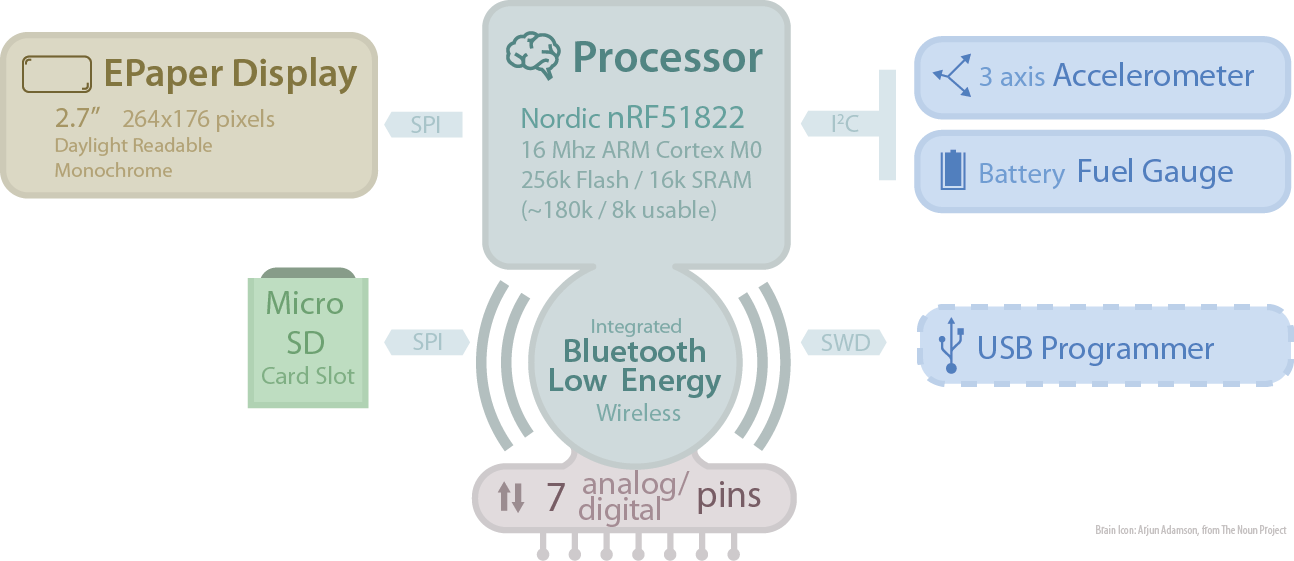 EPaper Display
2.7” 264x176 pixels
Daylight Readable
Monochrome
SPI
Processor
Nordic nRF51822
16 Mhz ARM Cortex M0
256k Flash / 16k SRAM
(~180k / 8k usable)
I²C
3 axis Accelerometer
Battery Fuel Gauge
Micro
SD
Card Slot
SPI
Integrated
Bluetooth
Low Energy
Wireless
SWD
USB Programmer
7 analog/
digital pins
Brain Icon: Arjun Adamson, from The Noun Project